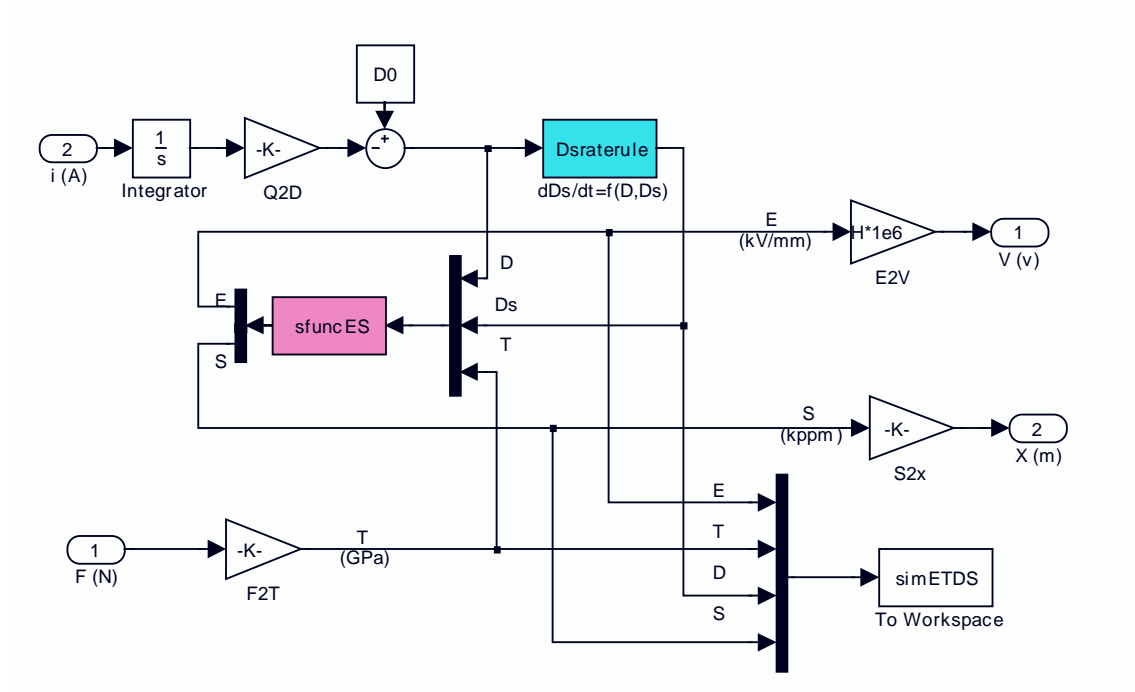 D0
2
i (A)
1
s
Integrator
-K-
Q2D
+
−
Dsraterule
dDs/dt=f(D,Ds)
E
(kV/mm)
H*1e6
E2V
1
V (v)
D
Ds
T
sfuncES
E
S
S
(kppm)
-K-
S2x
2
X (m)
1
F (N)
-K-
F2T
T
(GPa)
E
T
D
S
simETDS
To Workspace